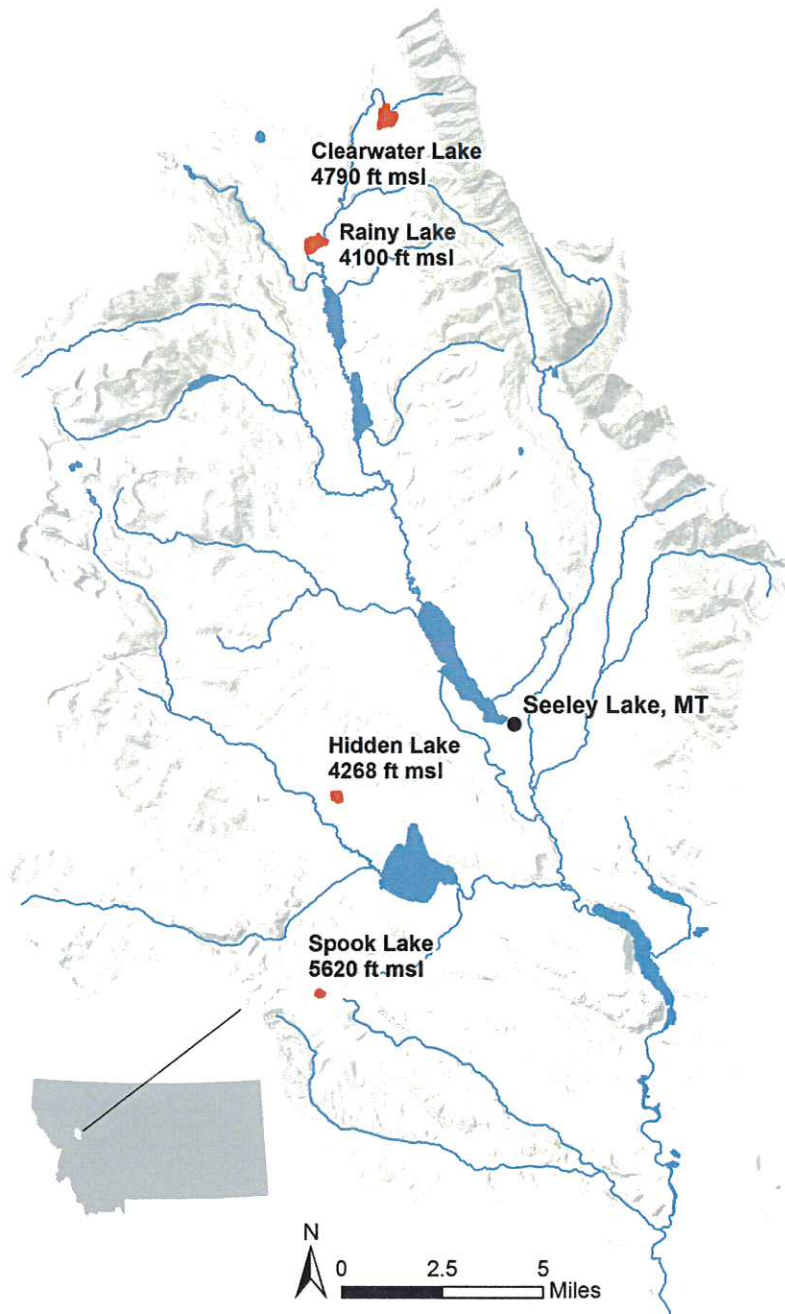 Clearwater Lake
4790 ft msl
Rainy Lake
4100 ft msl
Seeley Lake, MT
Hidden Lake
4268 ft msl
Spook Lake
5620 ft msl
N
0 2.5 5
Miles